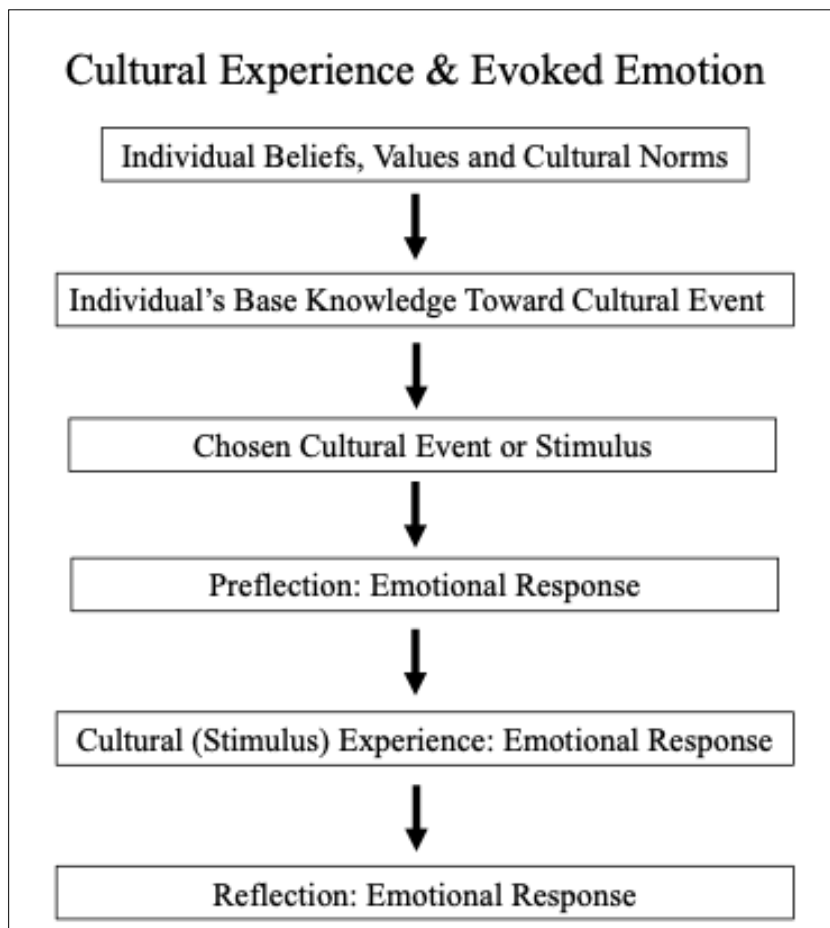 Cultural Experience & Evoked Emotion
Individual Beliefs, Values and Cultural Norms
Individual’s Base Knowledge Toward Cultural Event
Chosen Cultural Event or Stimulus
Preflection: Emotional Response
Cultural (Stimulus) Experience: Emotional Response
Reflection: Emotional Response